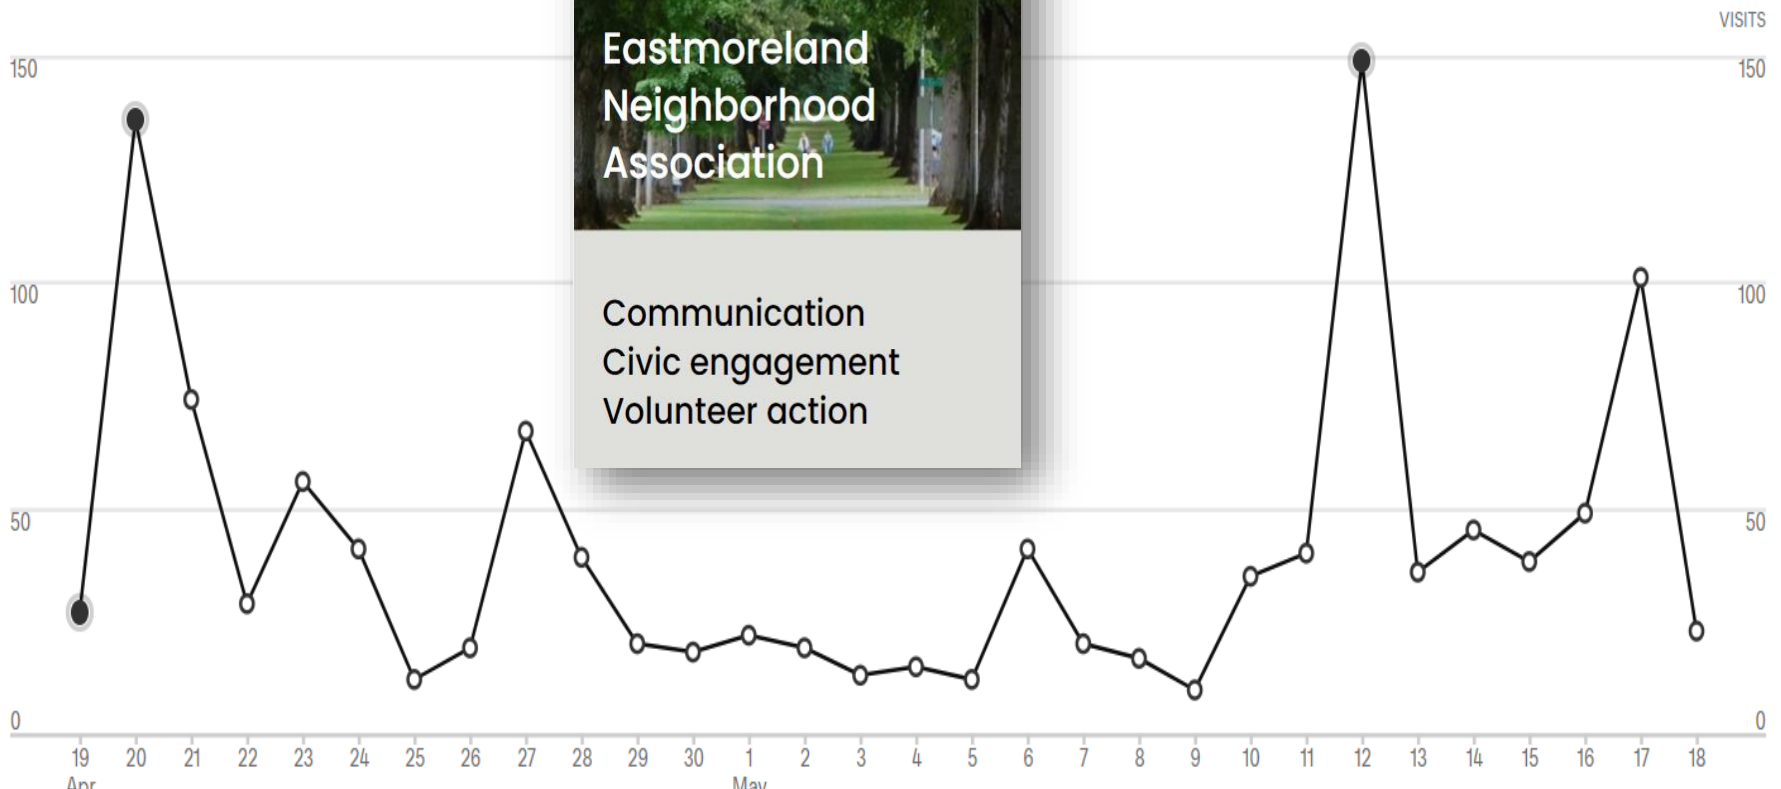 VISITS
150
150
Eastmoreland
Neighborhood
Association
100
100
Communication
Civic engagement
Volunteer action
50
50
0
0
19 20 21 22 23 24 25 26 27 28 29 30 1 2 3 4 5 6 7 8 9 10 11 12 13 14 15 16 17 18
Apr May